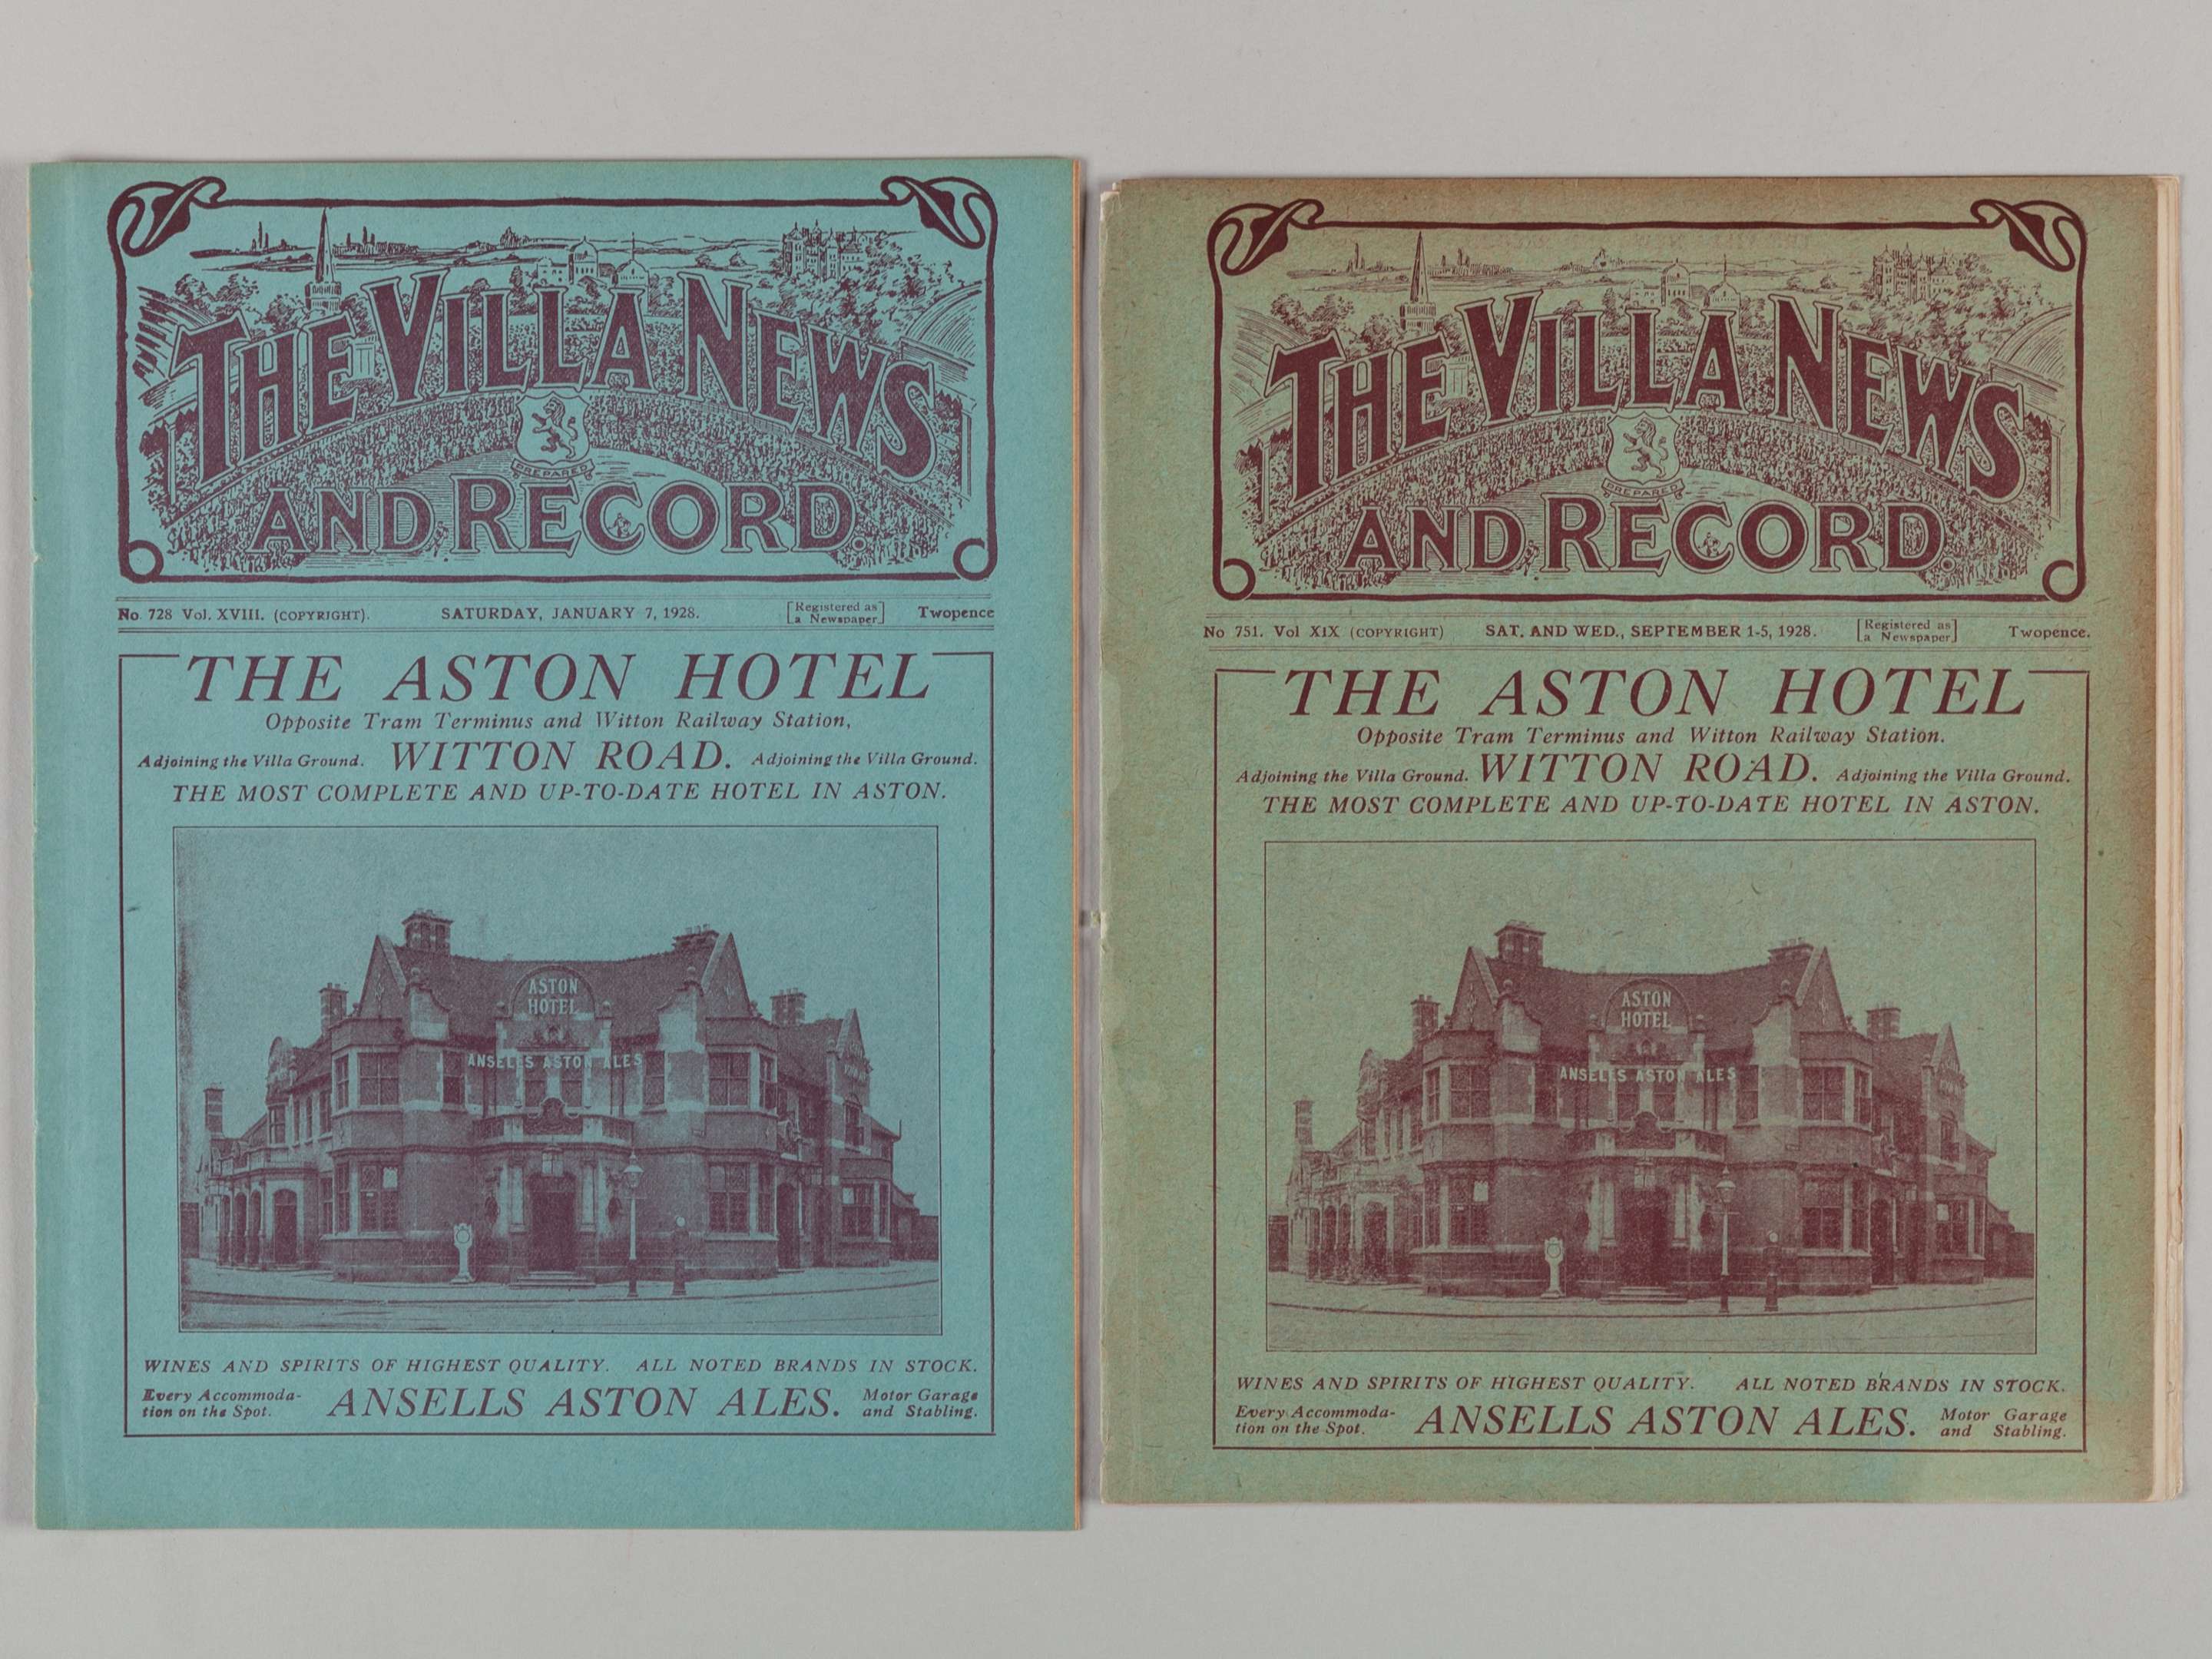 THE VILLA NEWS
PREPARED
AND RECORD.
No 728 Vol. XVIII. (COPYRIGHT). SATURDAY, JANUARY 7, 1928. [Registered as a Newspaper.] Twopence
THE ASTON HOTEL
Opposite Tram Terminus and Witton Railway Station,
Adjoining the Villa Ground. WITTON ROAD. Adjoining the Villa Ground.
THE MOST COMPLETE AND UP-TO-DATE HOTEL IN ASTON.
ASTON
HOTEL
ANSELLS ASTON ALES
WINES AND SPIRITS OF HIGHEST QUALITY. ALL NOTED BRANDS IN STOCK.
Every Accommoda-
tion on the Spot.
ANSELLS ASTON ALES.
Motor Garage
and Stabling.
THE VILLA NEWS
PREPARED
AND RECORD.
No 751. Vol XIX (COPYRIGHT) SAT. AND WED., SEPTEMBER 1-5, 1928. [Registered as a Newspaper] Twopence.
THE ASTON HOTEL
Opposite Tram Terminus and Witton Railway Station.
Adjoining the Villa Ground. WITTON ROAD. Adjoining the Villa Ground.
THE MOST COMPLETE AND UP-TO-DATE HOTEL IN ASTON.
ASTON
HOTEL
ANSELLS ASTON ALES
WINES AND SPIRITS OF HIGHEST QUALITY. ALL NOTED BRANDS IN STOCK.
Every Accommoda-
tion on the Spot.
ANSELLS ASTON ALES.
Motor Garage
and Stabling.